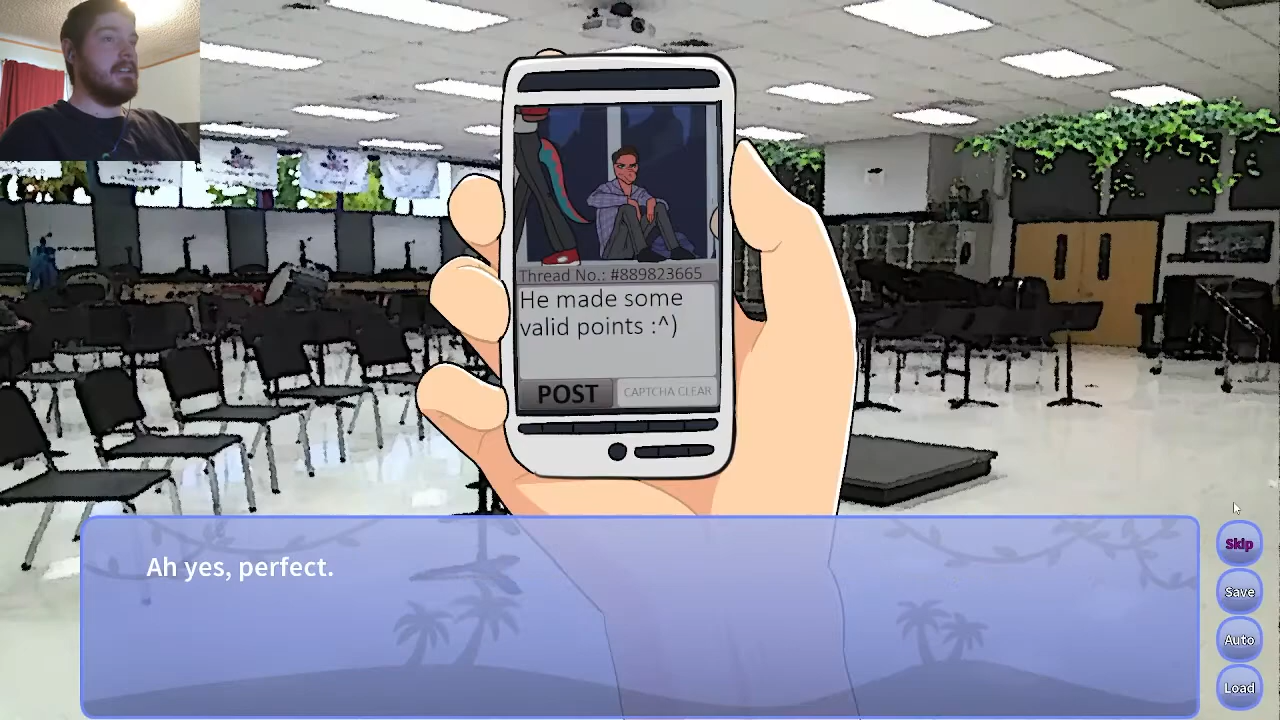 Thread No.: #889823665
He made some
valid points :^)
POST
CAPTCHA CLEAR
Ah yes, perfect.
Skip
Save
Auto
Load